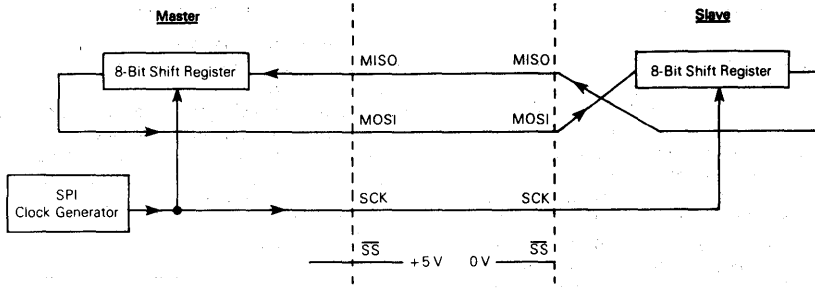 Master
Slave
8-Bit Shift Register
MISO
MISO
8-Bit Shift Register
MOSI
MOSI
SPI
Clock Generator
SCK
SCK
SS
+5 V
0 V
SS